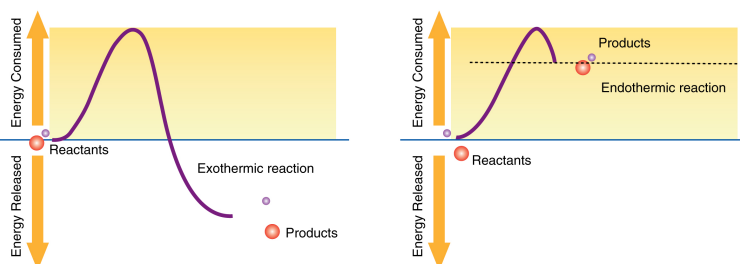 Energy Consumed
Energy Released
Reactants
Exothermic reaction
Products
Energy Consumed
Energy Released
Products
Endothermic reaction
Reactants